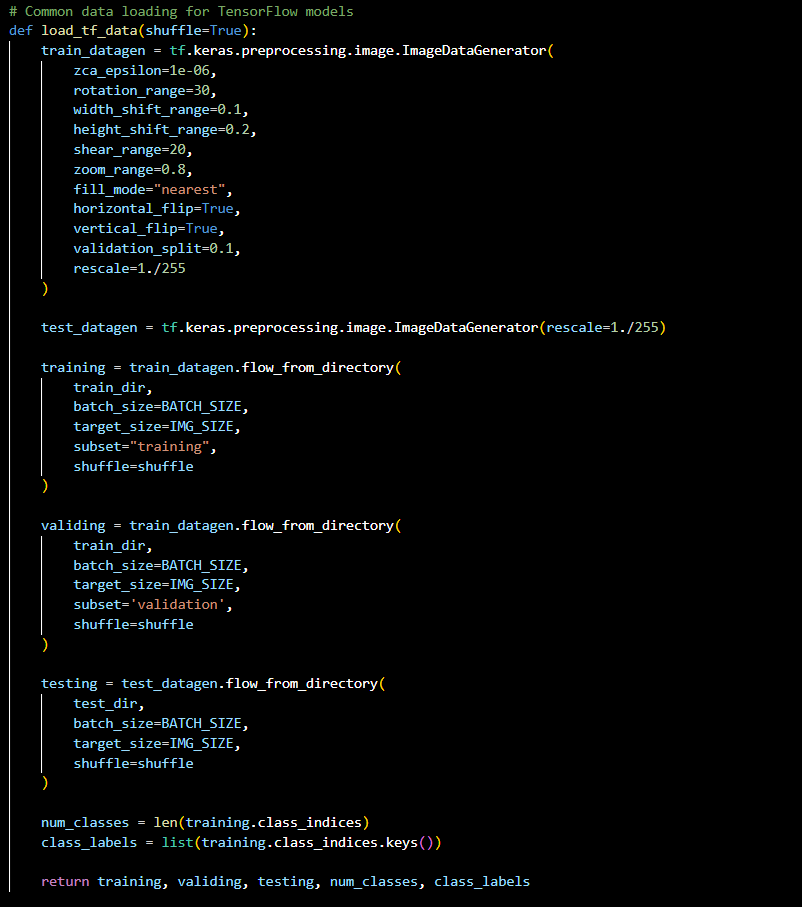 # Common data loading for TensorFlow models
def load_tf_data(shuffle=True):
    train_datagen = tf.keras.preprocessing.image.ImageDataGenerator(
        zca_epsilon=1e-06,
        rotation_range=30,
        width_shift_range=0.1,
        height_shift_range=0.2,
        shear_range=20,
        zoom_range=0.8,
        fill_mode="nearest",
        horizontal_flip=True,
        vertical_flip=True,
        validation_split=0.1,
        rescale=1./255
    )

    test_datagen = tf.keras.preprocessing.image.ImageDataGenerator(rescale=1./255)

    training = train_datagen.flow_from_directory(
        train_dir,
        batch_size=BATCH_SIZE,
        target_size=IMG_SIZE,
        subset="training",
        shuffle=shuffle
    )

    validing = train_datagen.flow_from_directory(
        train_dir,
        batch_size=BATCH_SIZE,
        target_size=IMG_SIZE,
        subset='validation',
        shuffle=shuffle
    )

    testing = test_datagen.flow_from_directory(
        test_dir,
        batch_size=BATCH_SIZE,
        target_size=IMG_SIZE,
        shuffle=shuffle
    )

    num_classes = len(training.class_indices)
    class_labels = list(training.class_indices.keys())

    return training, validing, testing, num_classes, class_labels